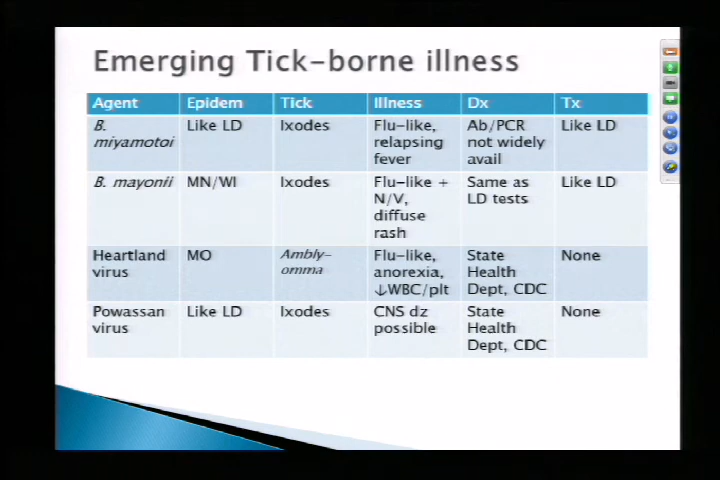 Emerging Tick-borne illness
Agent Epidem Tick Illness Dx Tx
B. miyamotoi Like LD Ixodes Flu-like, relapsing fever Ab/PCR not widely avail Like LD
B. mayonii MN/WI Ixodes Flu-like + N/V, diffuse rash Same as LD tests Like LD
Heartland virus MO Ambly-omma Flu-like, anorexia, ↓WBC/plt State Health Dept, CDC None
Powassan virus Like LD Ixodes CNS dz possible State Health Dept, CDC None